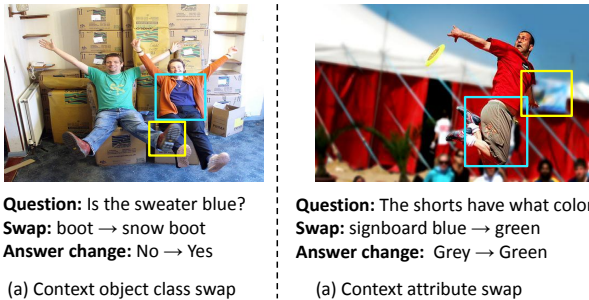 Question: Is the sweater blue?
Swap: boot → snow boot
Answer change: No → Yes
(a) Context object class swap
Question: The shorts have what colo
Swap: signboard blue → green
Answer change: Grey → Green
(a) Context attribute swap